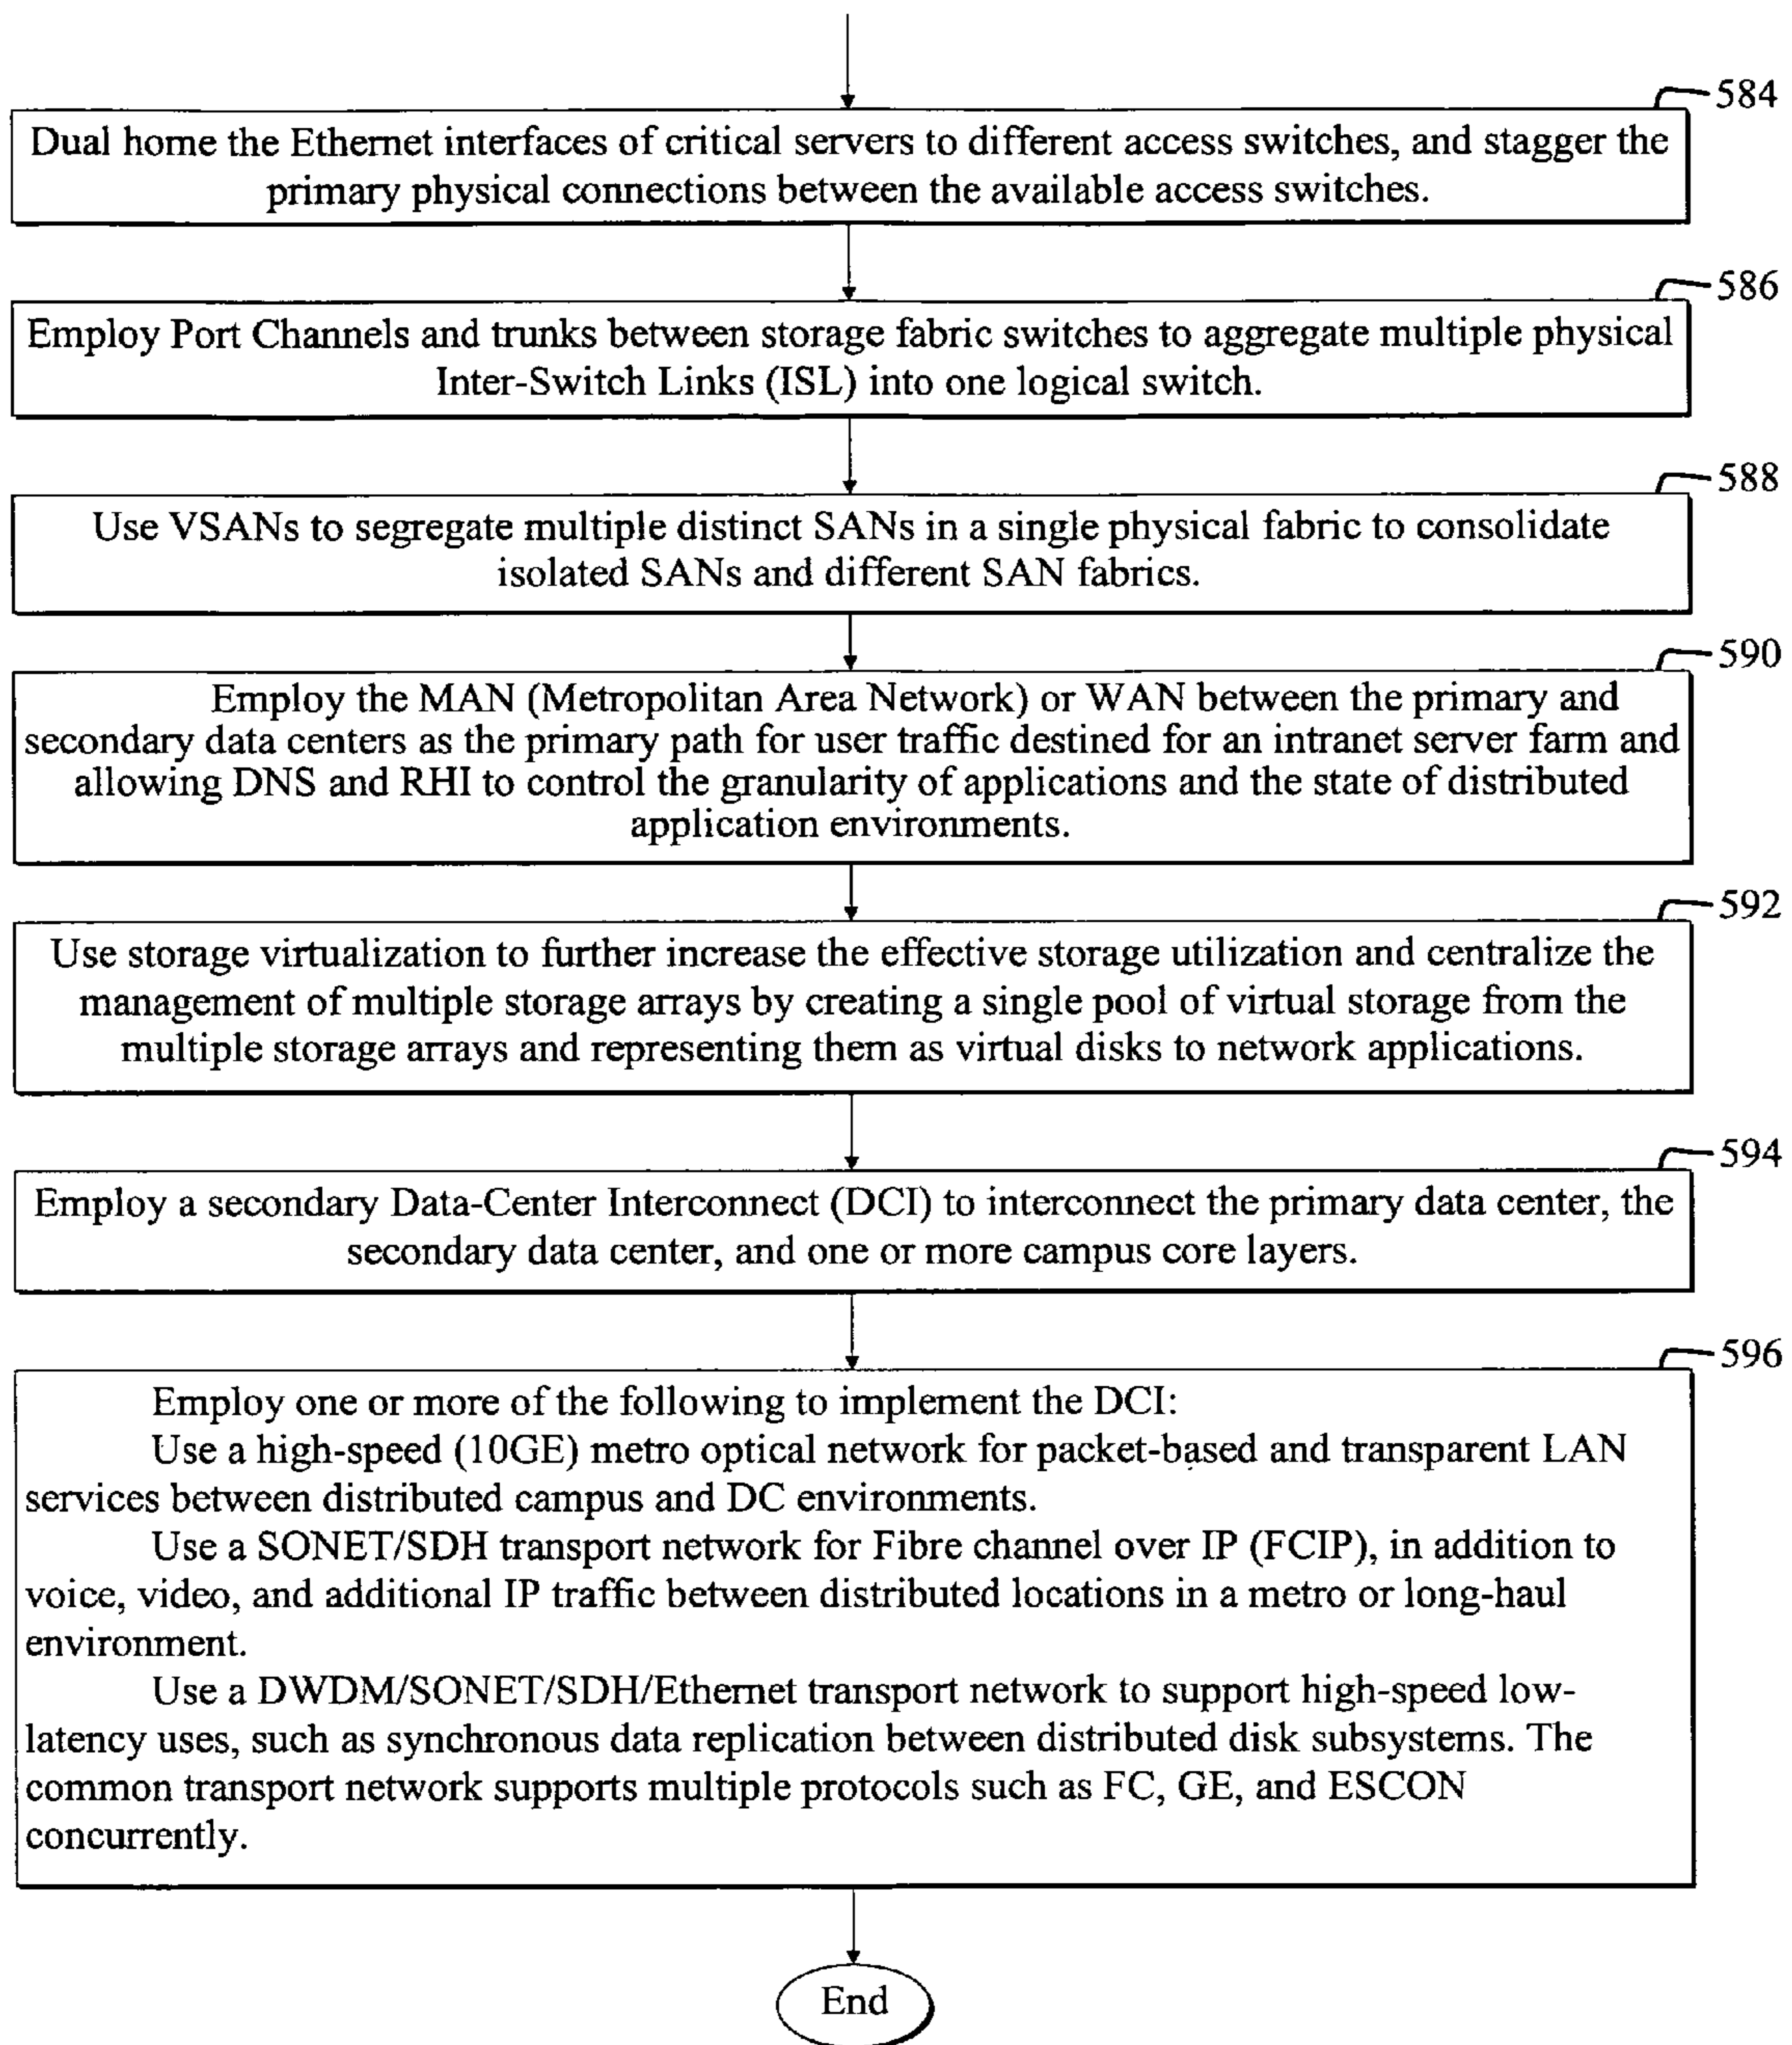 584
Dual home the Ethernet interfaces of critical servers to different access switches, and stagger the
primary physical connections between the available access switches.
586
Employ Port Channels and trunks between storage fabric switches to aggregate multiple physical
Inter-Switch Links (ISL) into one logical switch.
588
Use VSANs to segregate multiple distinct SANs in a single physical fabric to consolidate
isolated SANs and different SAN fabrics.
590
Employ the MAN (Metropolitan Area Network) or WAN between the primary and
secondary data centers as the primary path for user traffic destined for an intranet server farm and
allowing DNS and RHI to control the granularity of applications and the state of distributed
application environments.
592
Use storage virtualization to further increase the effective storage utilization and centralize the
management of multiple storage arrays by creating a single pool of virtual storage from the
multiple storage arrays and representing them as virtual disks to network applications.
594
Employ a secondary Data-Center Interconnect (DCI) to interconnect the primary data center, the
secondary data center, and one or more campus core layers.
596
Employ one or more of the following to implement the DCI:
Use a high-speed (10GE) metro optical network for packet-based and transparent LAN
services between distributed campus and DC environments.
Use a SONET/SDH transport network for Fibre channel over IP (FCIP), in addition to
voice, video, and additional IP traffic between distributed locations in a metro or long-haul
environment.
Use a DWDM/SONET/SDH/Ethernet transport network to support high-speed low-
latency uses, such as synchronous data replication between distributed disk subsystems. The
common transport network supports multiple protocols such as FC, GE, and ESCON
concurrently.
End